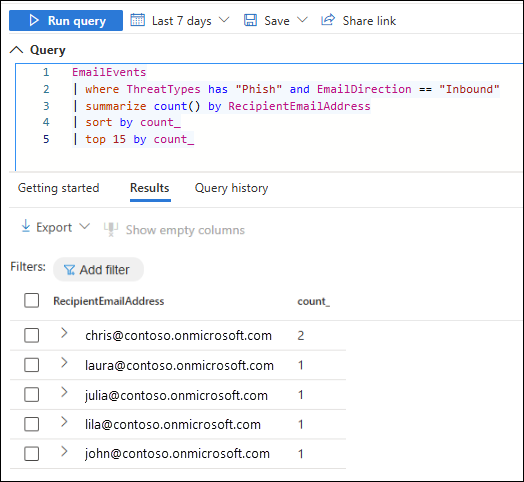 Run query Last 7 days Save Share link
Query
1 EmailEvents
2 | where ThreatTypes has "Phish" and EmailDirection == "Inbound"
3 | summarize count() by RecipientEmailAddress
4 | sort by count_
5 | top 15 by count_
Getting started Results Query history
Export Show empty columns
Filters: Add filter
RecipientEmailAddress count_
chris@contoso.onmicrosoft.com 2
laura@contoso.onmicrosoft.com 1
julia@contoso.onmicrosoft.com 1
lila@contoso.onmicrosoft.com 1
john@contoso.onmicrosoft.com 1